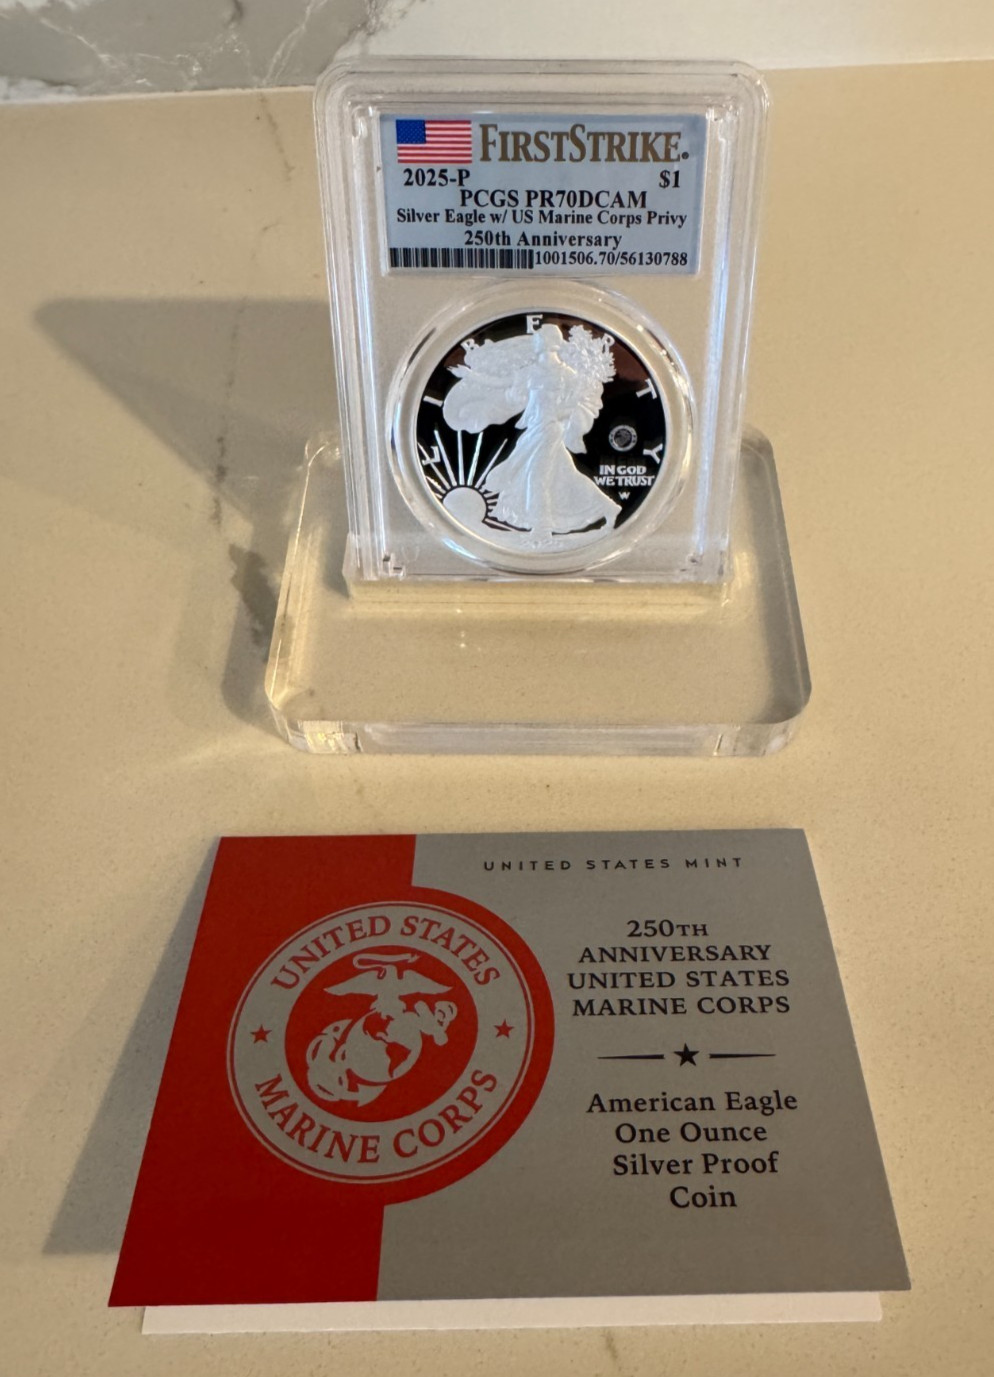 FIRSTSTRIKE.
2025-P $1
PCGS PR70DCAM
Silver Eagle w/ US Marine Corps Privy
250th Anniversary
1001506.70/56130788
LIBERTY
IN GOD
WE TRUST
W
UNITED STATES MINT
UNITED STATES
MARINE CORPS
250TH
ANNIVERSARY
UNITED STATES
MARINE CORPS
American Eagle
One Ounce
Silver Proof
Coin